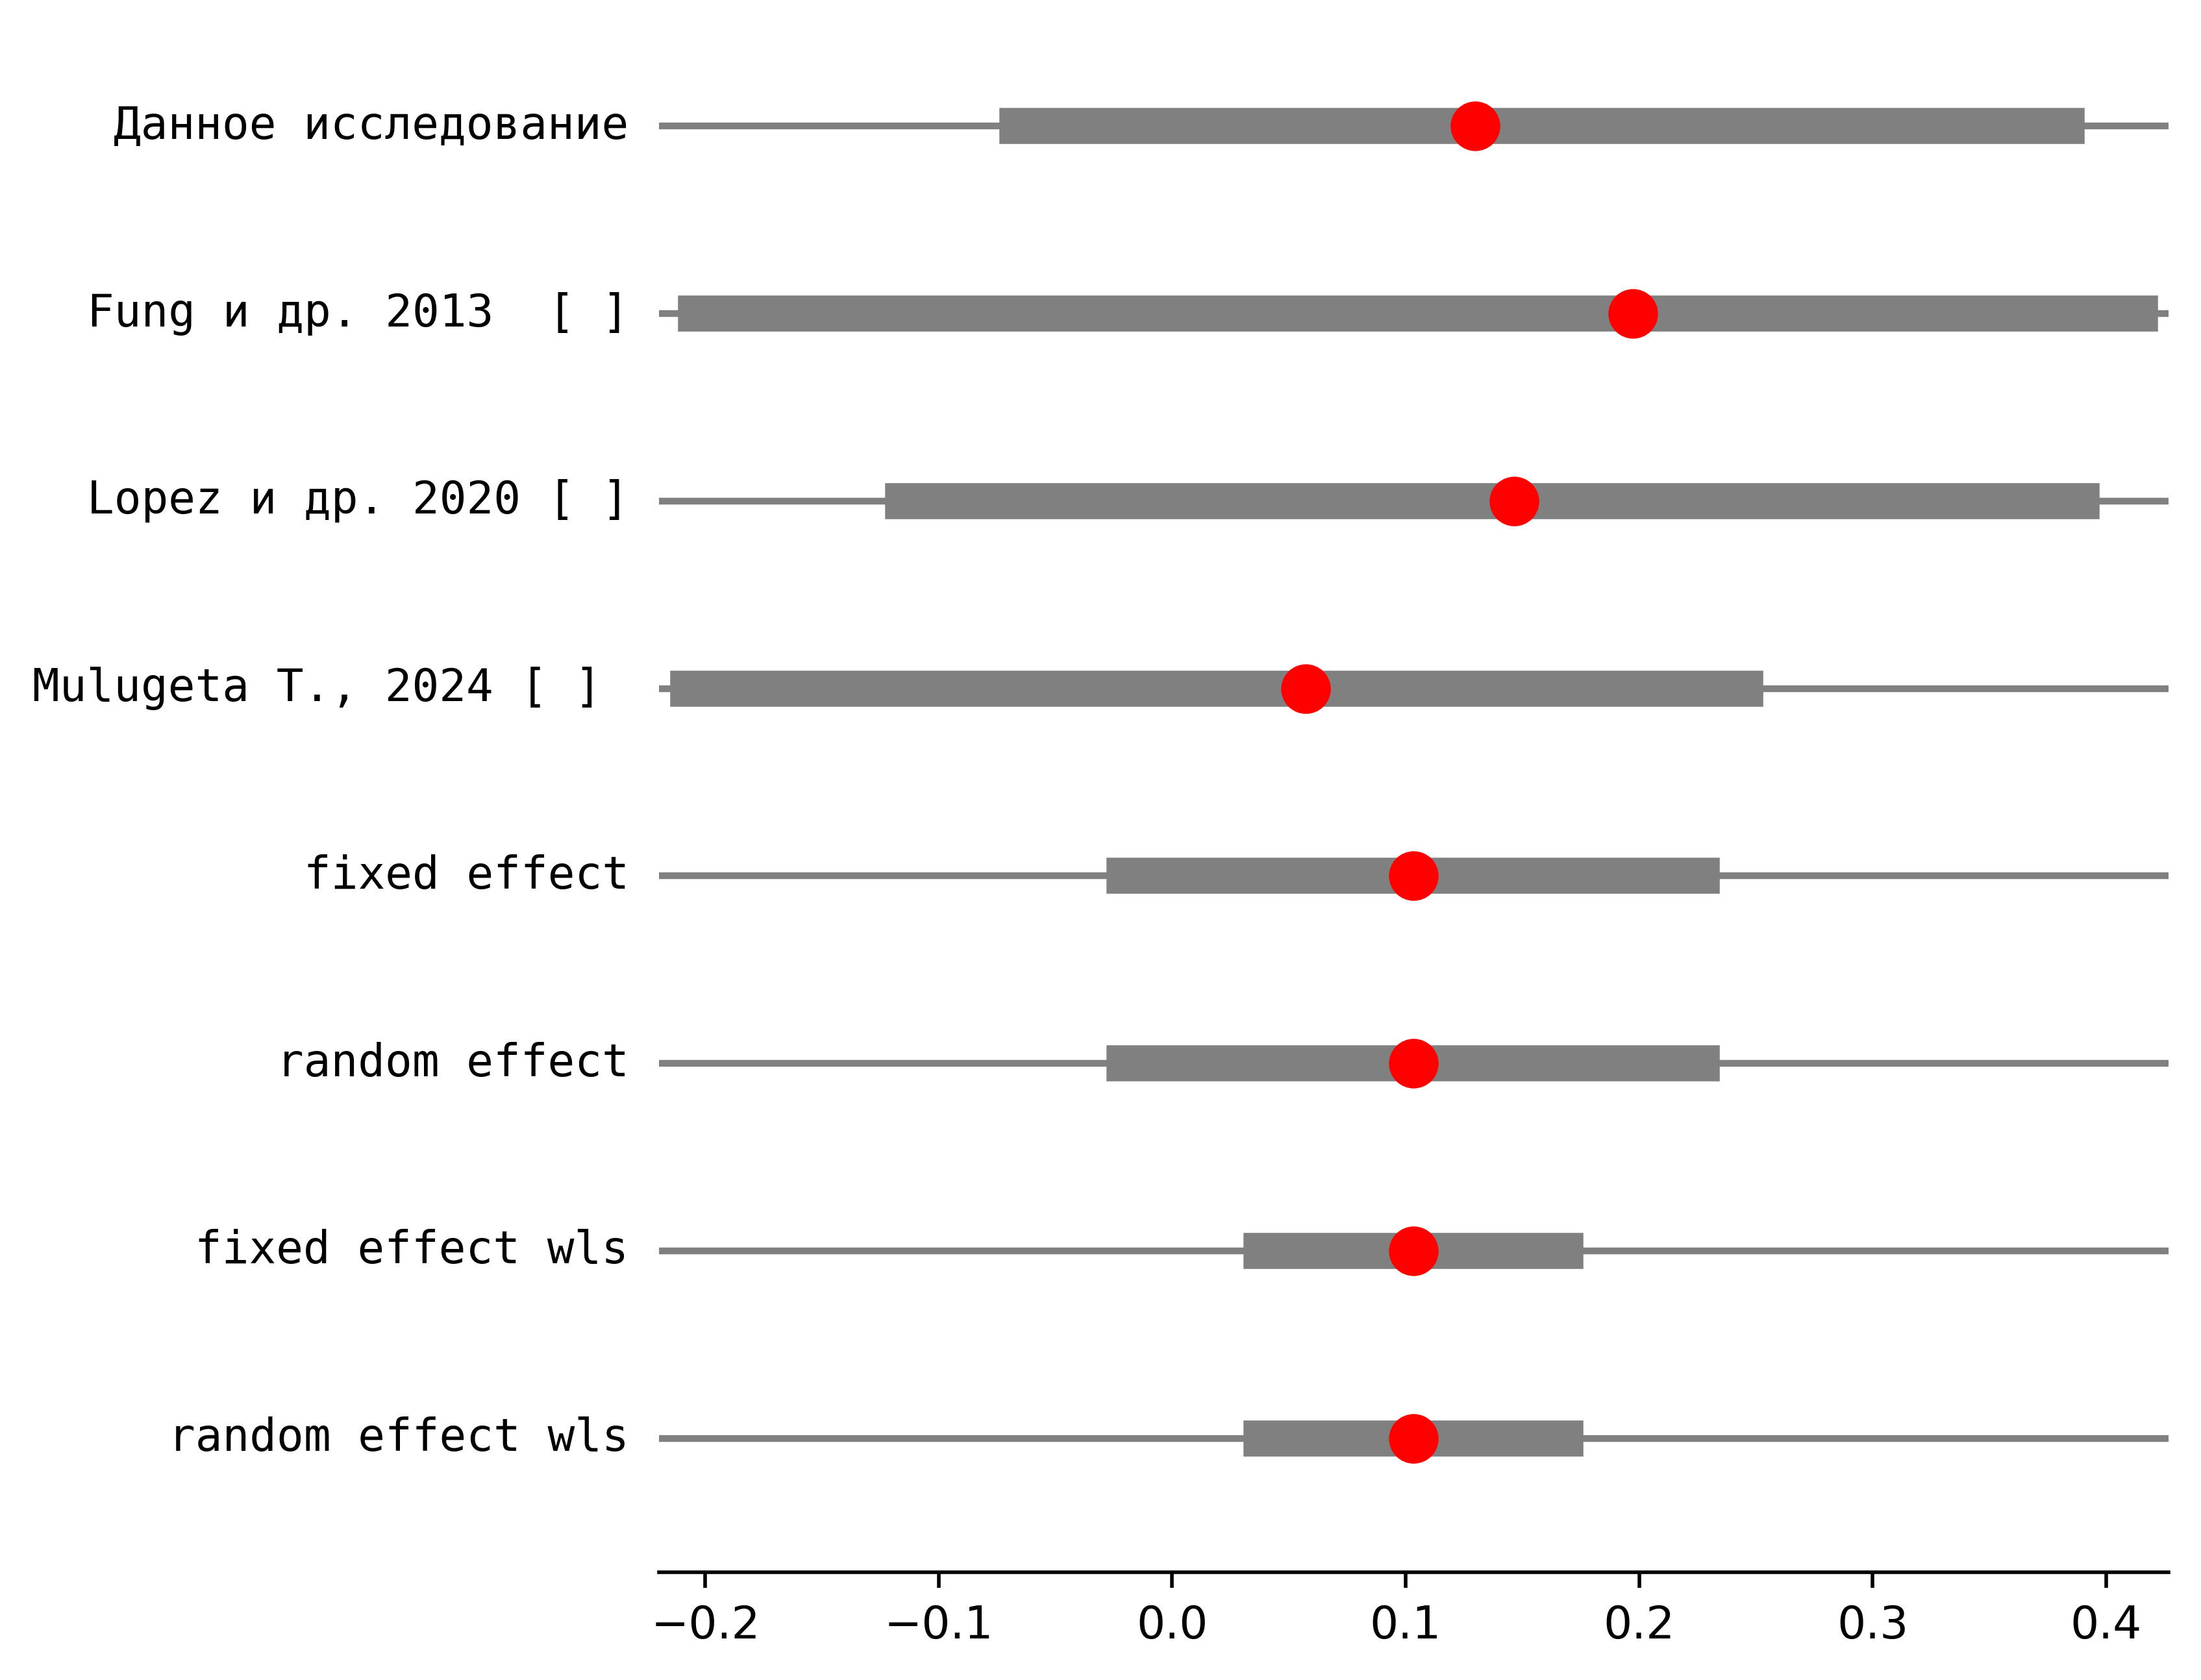 Данное исследование
Fung и др. 2013  [ ]
Lopez и др. 2020 [ ]
Mulugeta T., 2024 [ ]
fixed effect
random effect
fixed effect wls
random effect wls
−0.2 −0.1 0.0 0.1 0.2 0.3 0.4